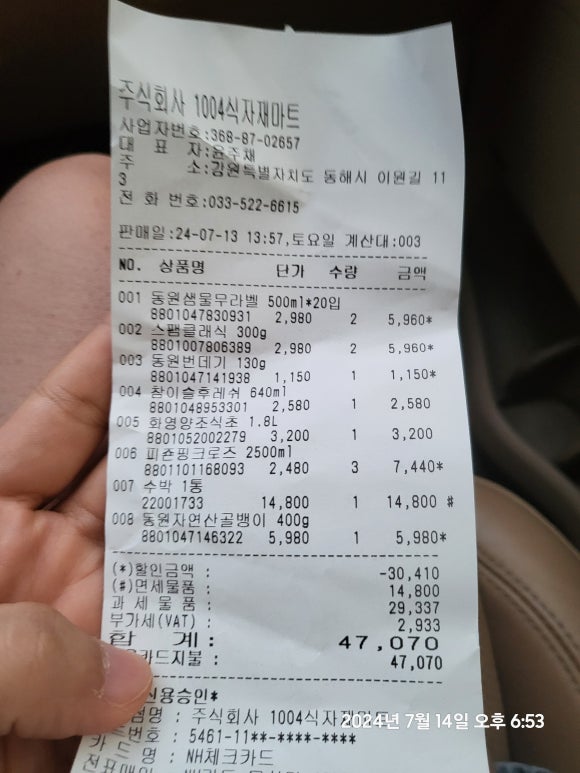 주식회사 1004식자재마트
사업자번호:368-87-02657
대 표 자:윤주채
주 소:강원특별자치도 동해시 이원길 11
3
전 화 번호:033-522-6615
판매일:24-07-13 13:57,토요일 계산대:003
NO. 상품명 단가 수량 금액
001 동원샘물무라벨 500ml*20입
8801047830931 2,980 2 5,960*
002 스팸클래식 300g
8801007806389 2,980 2 5,960*
003 동원번데기 130g
8801047141938 1,150 1 1,150*
004 참이슬후레쉬 640ml
8801048953301 2,580 1 2,580
005 화영양조식초 1.8L
8801052002279 3,200 1 3,200
006 피죤핑크로즈 2500ml
8801101168093 2,480 3 7,440*
007 수박 1통
22001733 14,800 1 14,800 #
008 동원자연산골뱅이 400g
8801047146322 5,980 1 5,980*
(*)할인금액 : -30,410
(#)면세물품 : 14,800
과 세 물 품 : 29,337
부가세(VAT) : 2,933
합 계: 47,070
카드지불: 47,070
신용승인*
점명 : 주식회사 1004식자재마트
카드번호 : 5461-11**-****-****
카 드 명 : NH체크카드
전표매입
2024년 7월 14일 오후 6:53